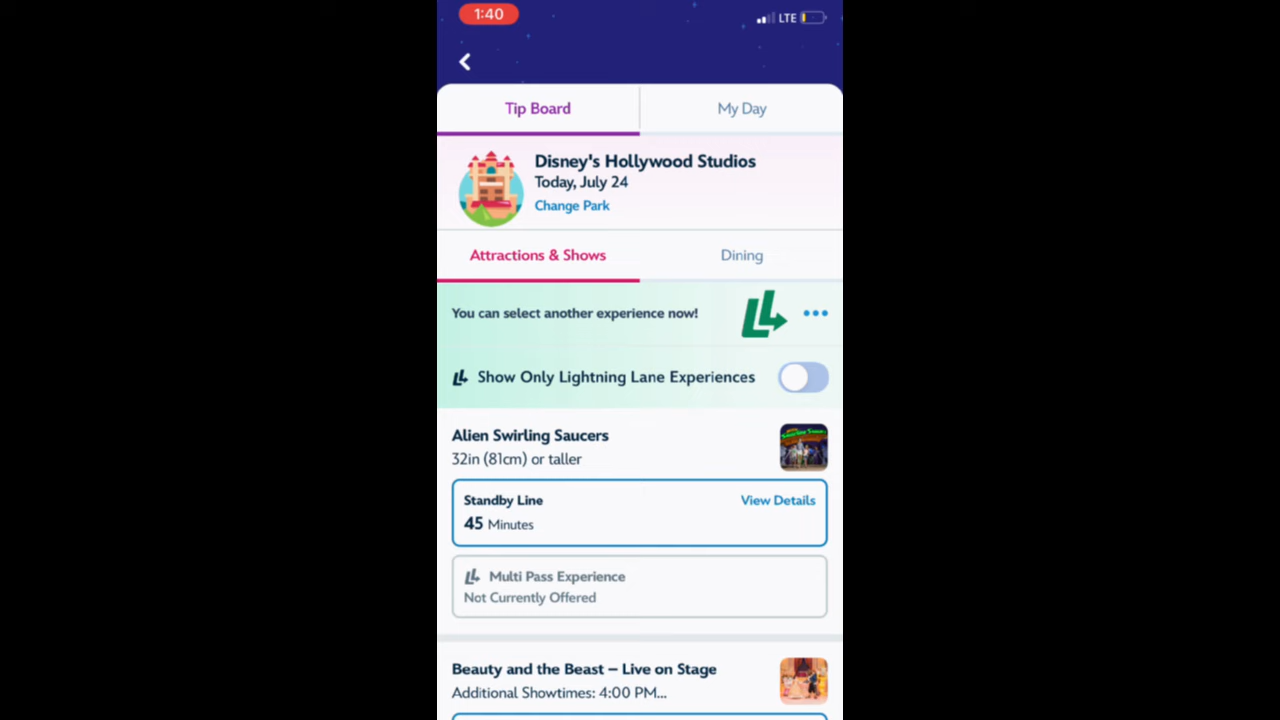 1:40
LTE
Tip Board
My Day
Disney's Hollywood Studios
Today, July 24
Change Park
Attractions & Shows
Dining
You can select another experience now!
Show Only Lightning Lane Experiences
Alien Swirling Saucers
32in (81cm) or taller
Standby Line
View Details
45 Minutes
Multi Pass Experience
Not Currently Offered
Beauty and the Beast – Live on Stage
Additional Showtimes: 4:00 PM...